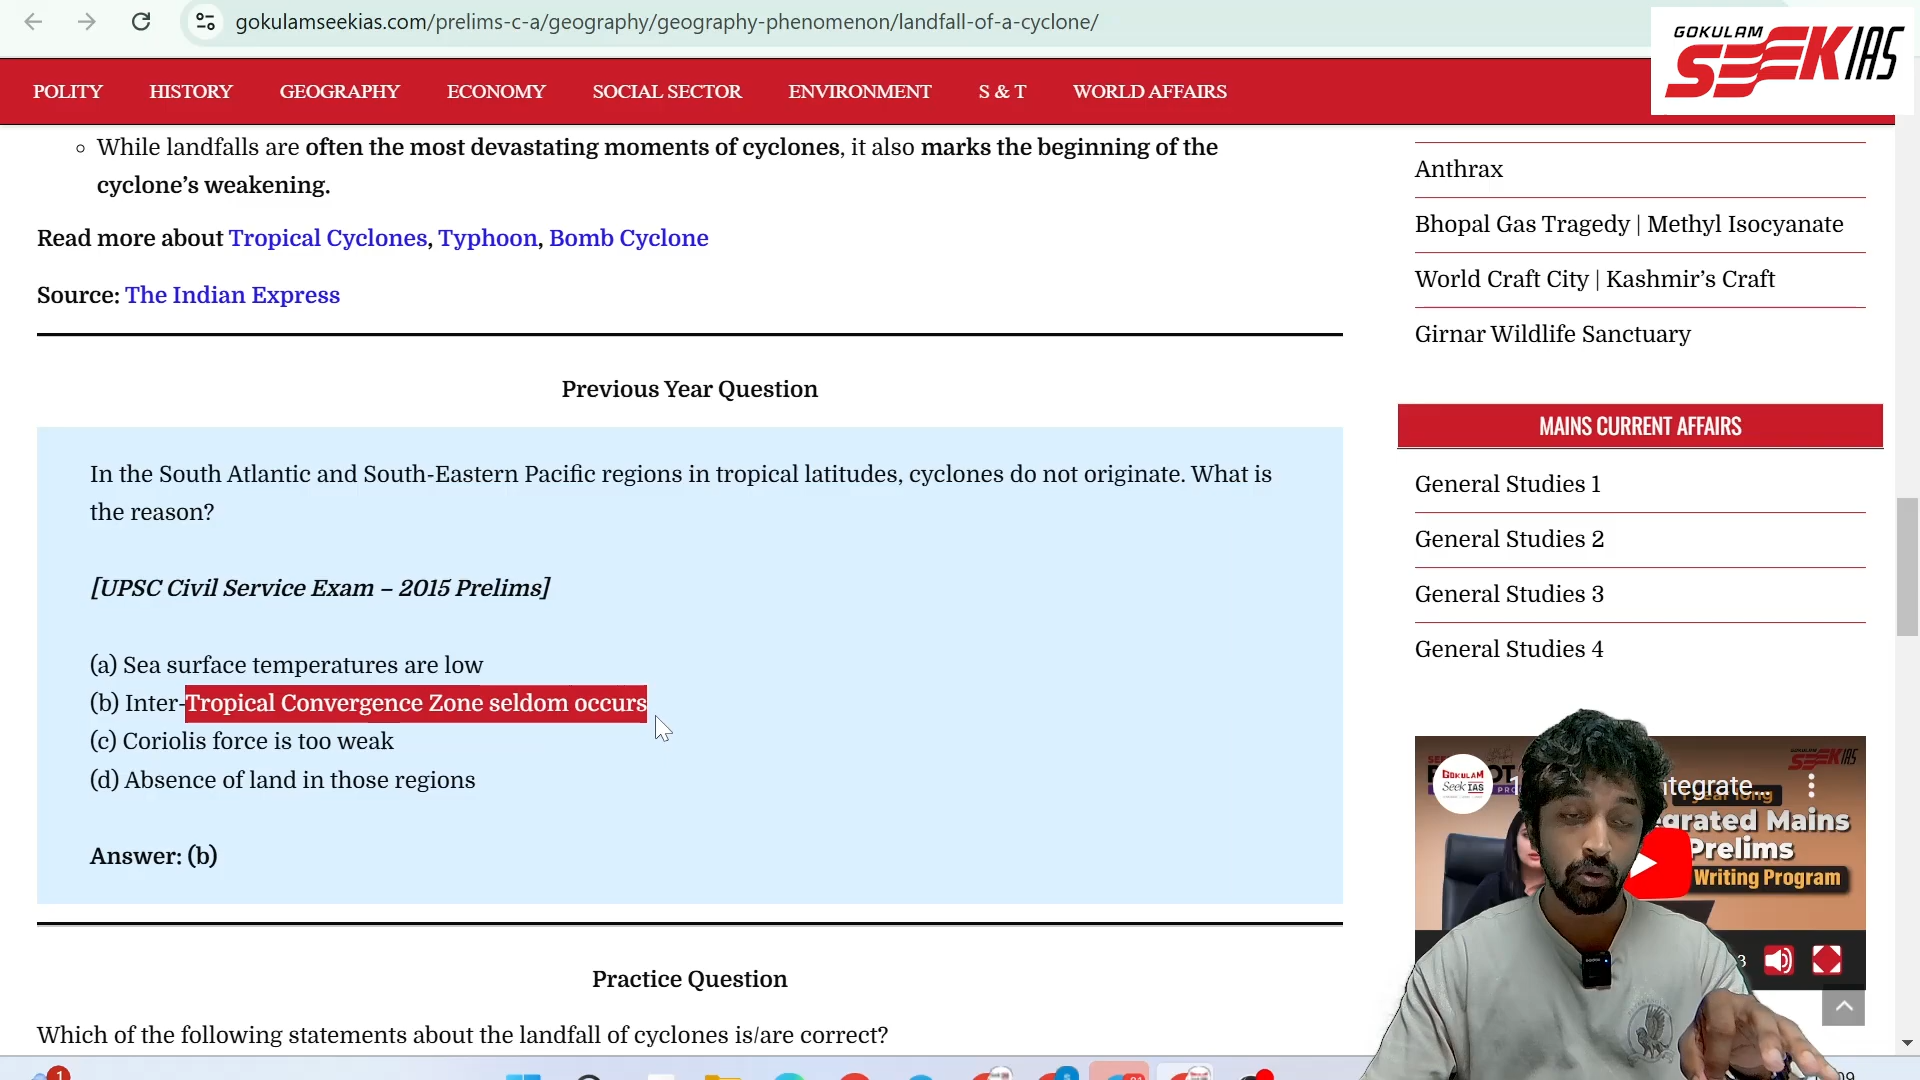 gokulamseekias.com/prelims-c-a/geography/geography-phenomenon/landfall-of-a-cyclone/
GOKULAM
SEEKIAS
POLITY HISTORY GEOGRAPHY ECONOMY SOCIAL SECTOR ENVIRONMENT S & T WORLD AFFAIRS
While landfalls are often the most devastating moments of cyclones, it also marks the beginning of the
cyclone’s weakening.
Read more about Tropical Cyclones, Typhoon, Bomb Cyclone
Source: The Indian Express
Previous Year Question
In the South Atlantic and South-Eastern Pacific regions in tropical latitudes, cyclones do not originate. What is
the reason?
[UPSC Civil Service Exam – 2015 Prelims]
(a) Sea surface temperatures are low
(b) Inter-Tropical Convergence Zone seldom occurs
(c) Coriolis force is too weak
(d) Absence of land in those regions
Answer: (b)
Practice Question
Which of the following statements about the landfall of cyclones is/are correct?
Anthrax
Bhopal Gas Tragedy | Methyl Isocyanate
World Craft City | Kashmir’s Craft
Girnar Wildlife Sanctuary
MAINS CURRENT AFFAIRS
General Studies 1
General Studies 2
General Studies 3
General Studies 4
GOKULAM
Seek IAS
Prelims
Writing Program
1